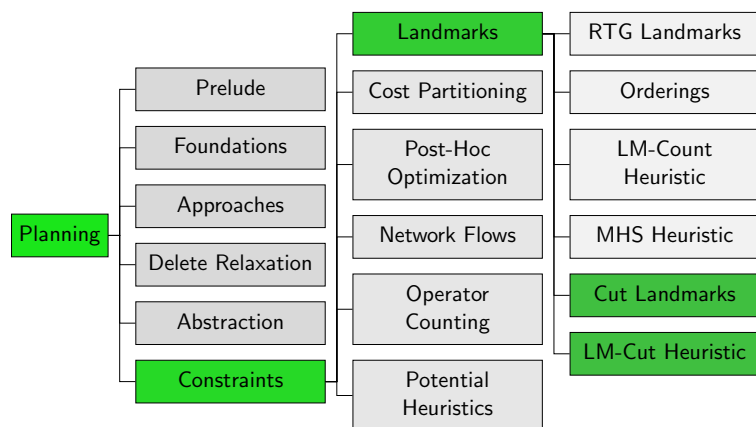 Planning
Prelude
Foundations
Approaches
Delete Relaxation
Abstraction
Constraints
Landmarks
Cost Partitioning
Post-Hoc
Optimization
Network Flows
Operator
Counting
Potential
Heuristics
RTG Landmarks
Orderings
LM-Count
Heuristic
MHS Heuristic
Cut Landmarks
LM-Cut Heuristic